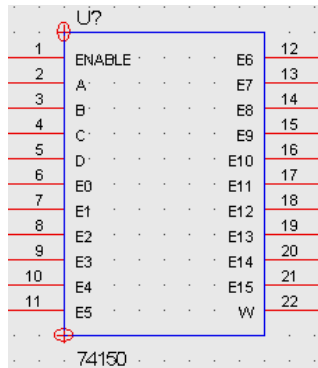 U?
1 ENABLE E6 12
2 A E7 13
3 B E8 14
4 C E9 15
5 D E10 16
6 E0 E11 17
7 E1 E12 18
8 E2 E13 19
9 E3 E14 20
10 E4 E15 21
11 E5 W 22
74150